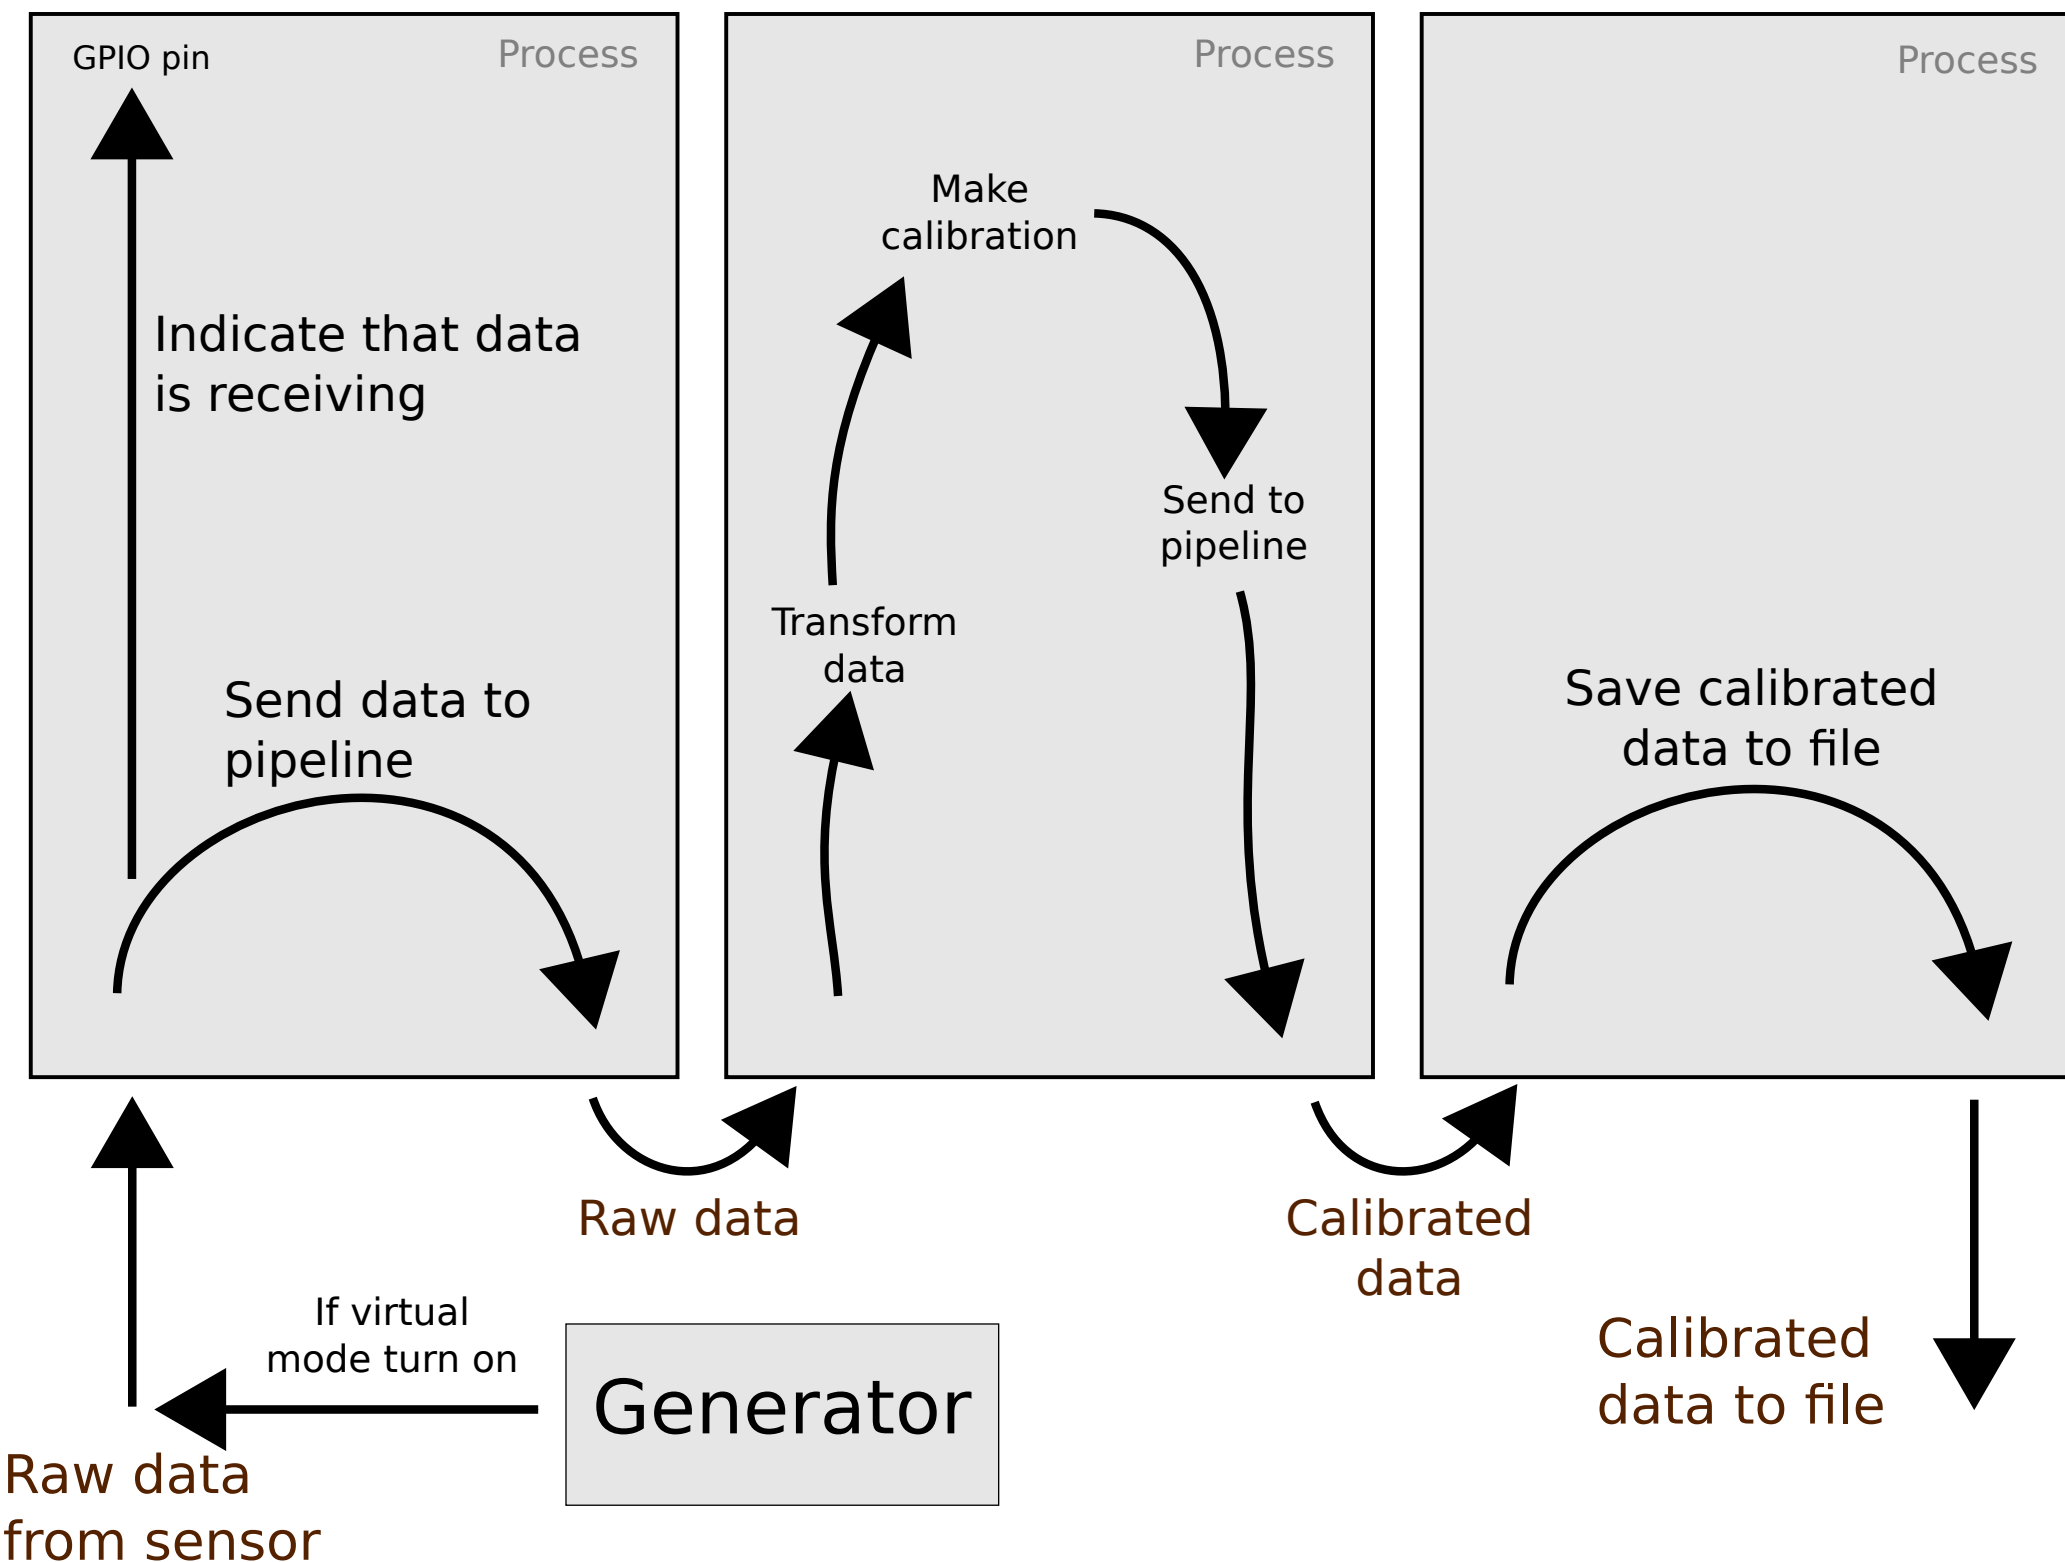 GPIO pin
Process
Indicate that data
is receiving
Send data to
pipeline
Process
Make
calibration
Send to
pipeline
Transform
data
Process
Save calibrated
data to file
Raw data
Calibrated
data
If virtual
mode turn on
Generator
Calibrated
data to file
Raw data
from sensor